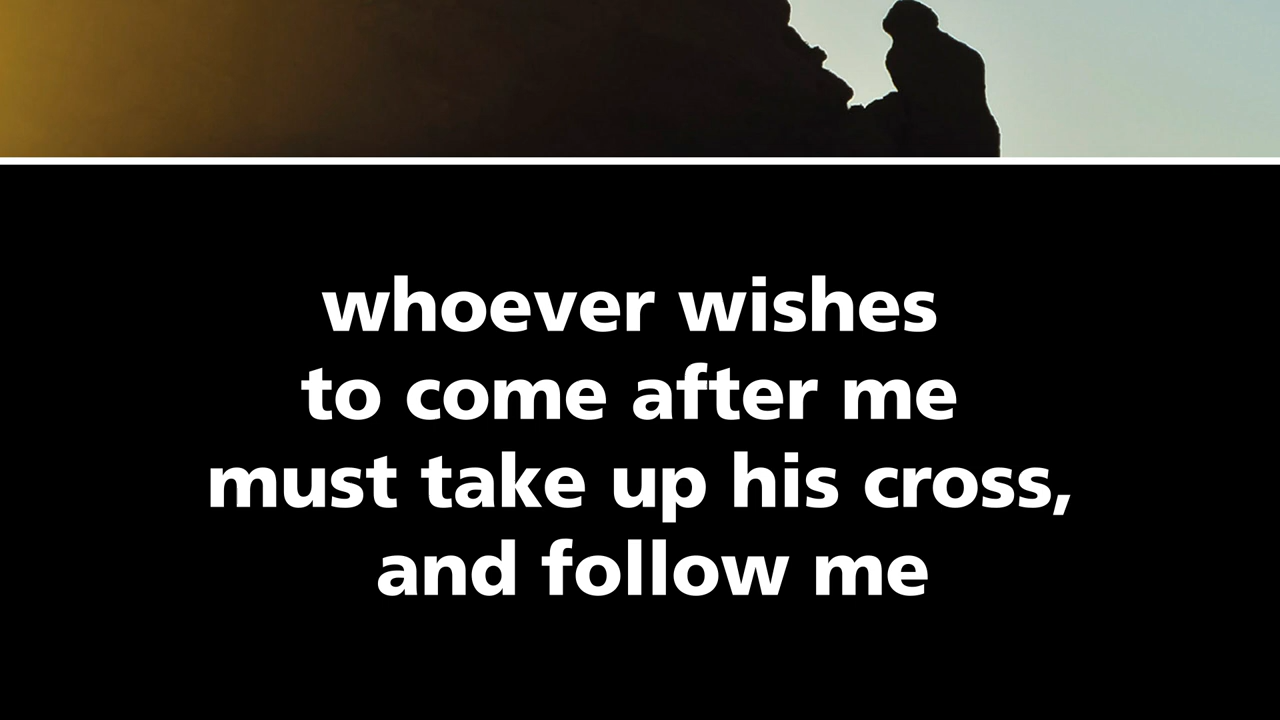 whoever wishes
to come after me
must take up his cross,
and follow me